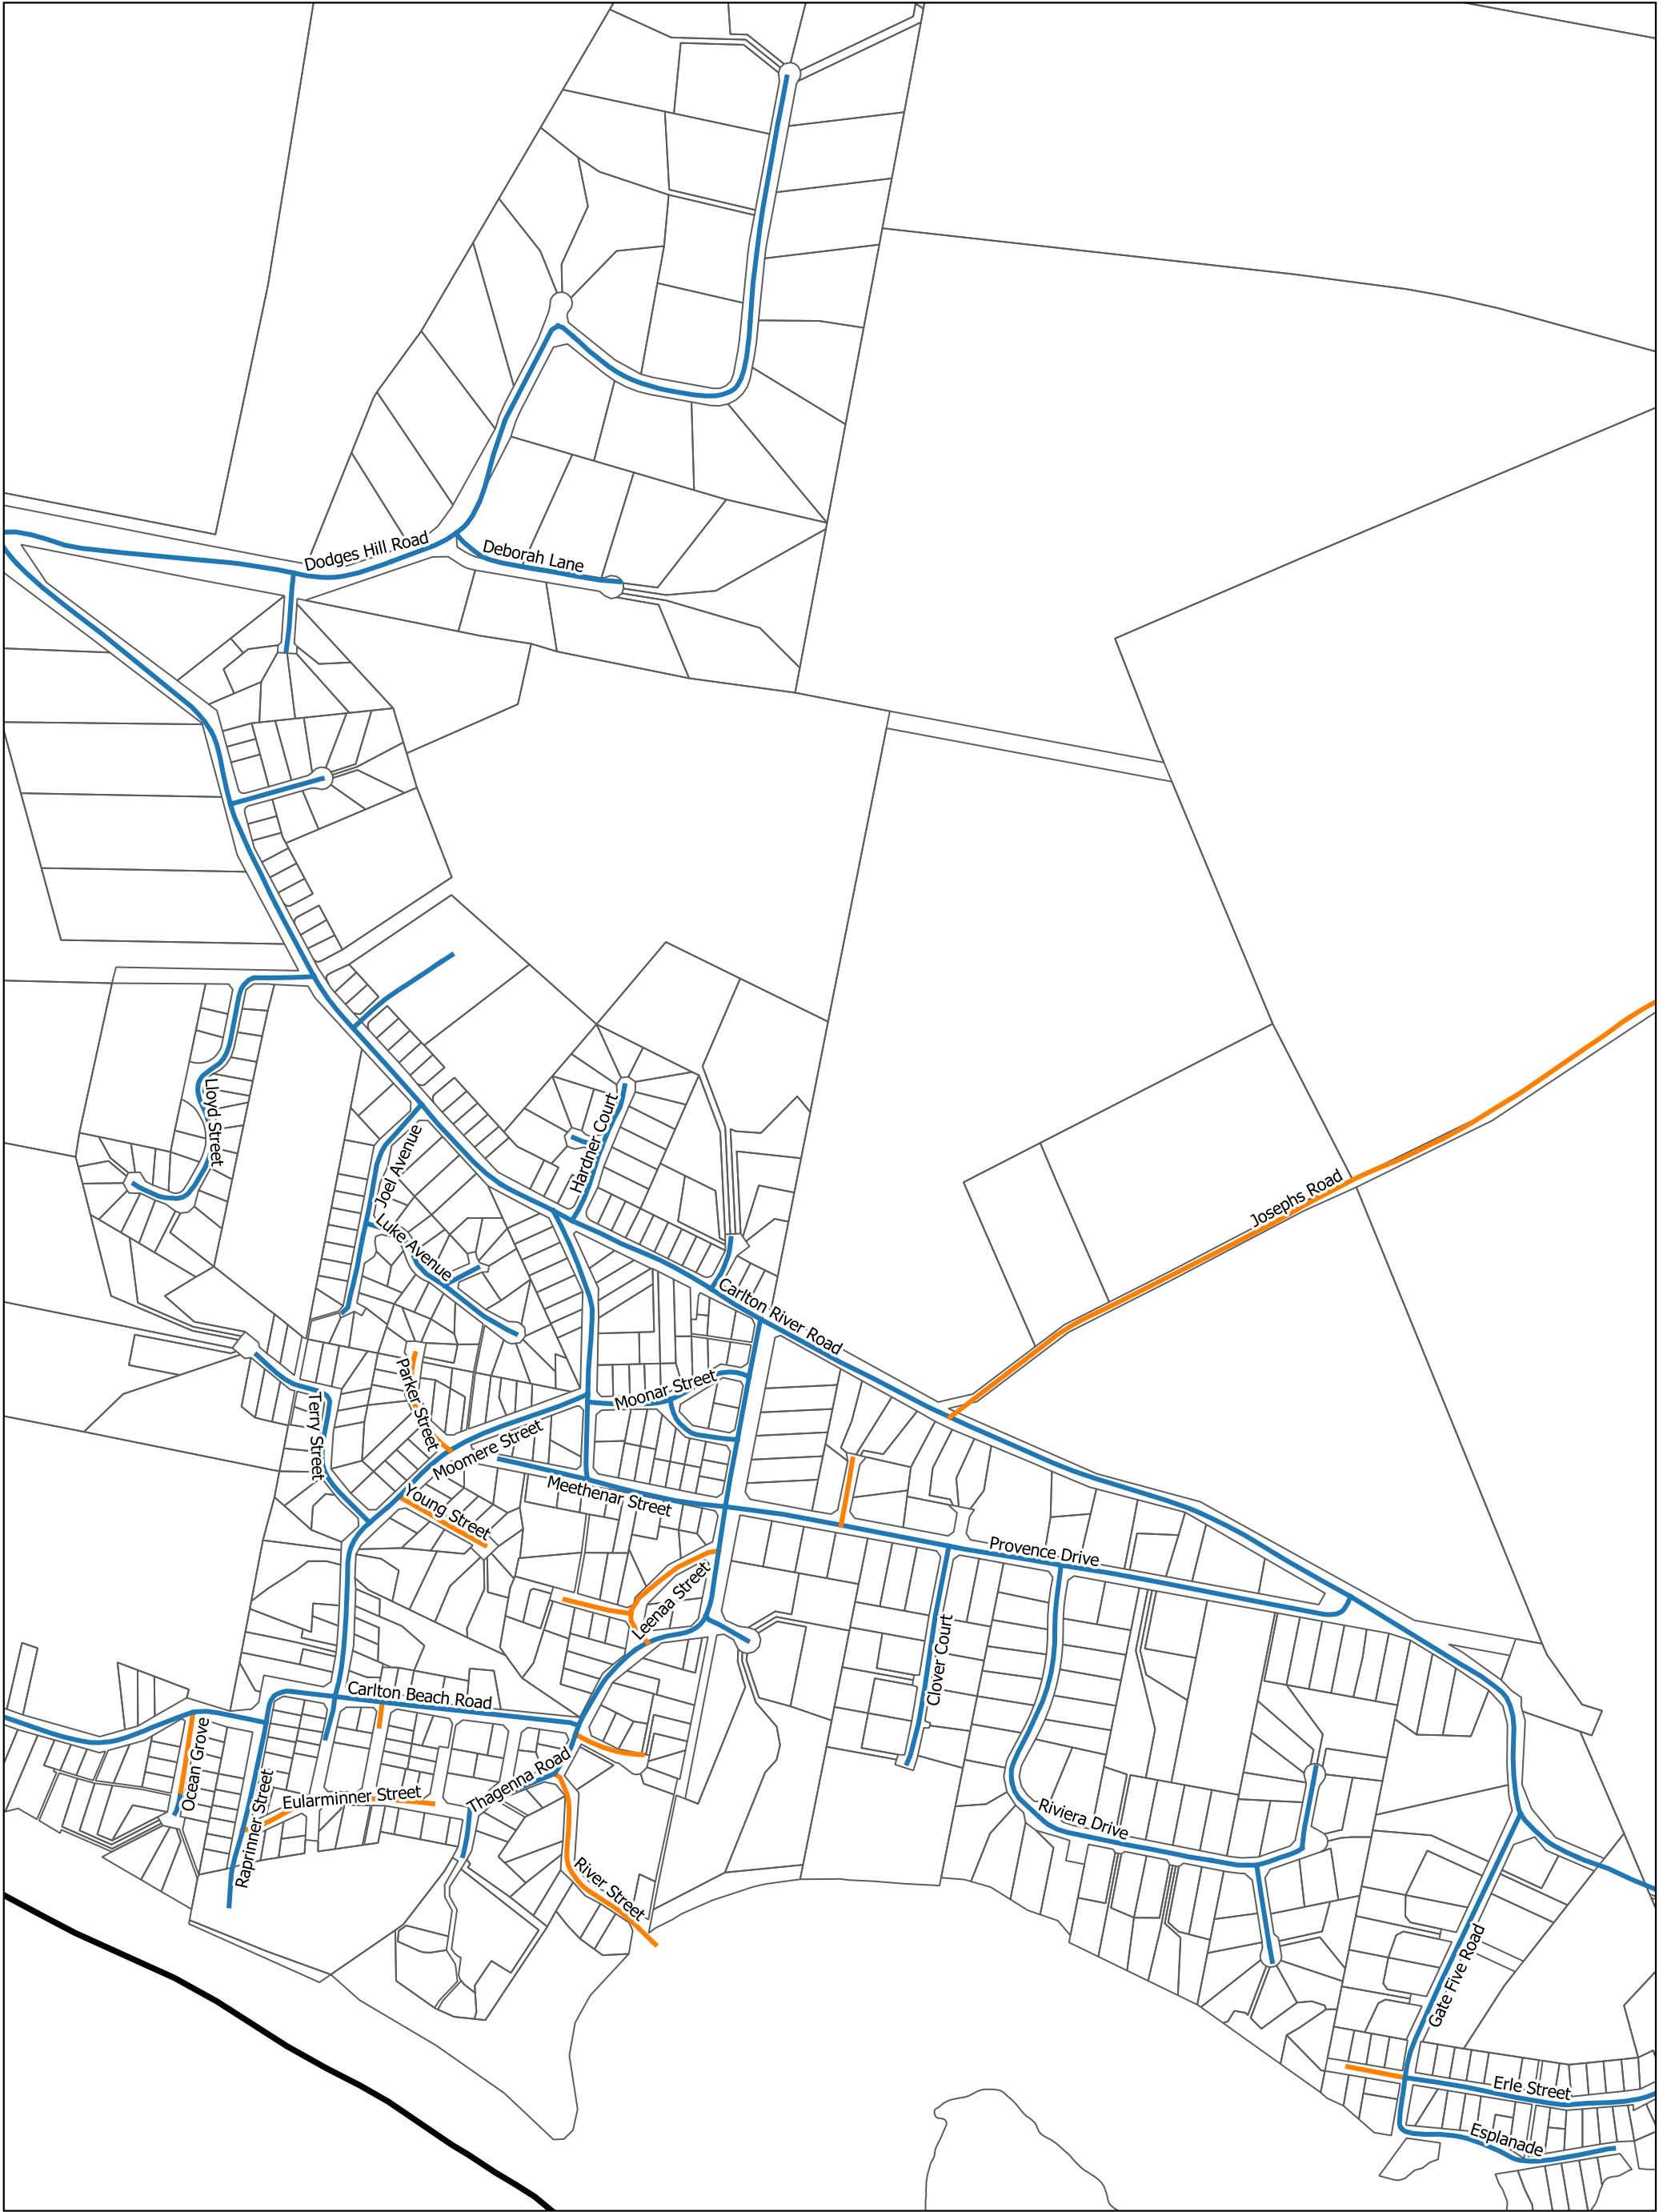 Dodges Hill Road
Deborah Lane
Lloyd Street
Joel Avenue
Hardner Court
Josephs Road
Luke Avenue
Carlton River Road
Parker Street
Moonar Street
Terry Street
Moomere Street
Meethenar Street
Young Street
Provence Drive
Leenaa Street
Clover Court
Carlton Beach Road
Ocean Grove
Thagenna Road
Eularminner Street
Raprinner Street
Riviera Drive
River Street
Gate Five Road
Erle Street
Esplanade